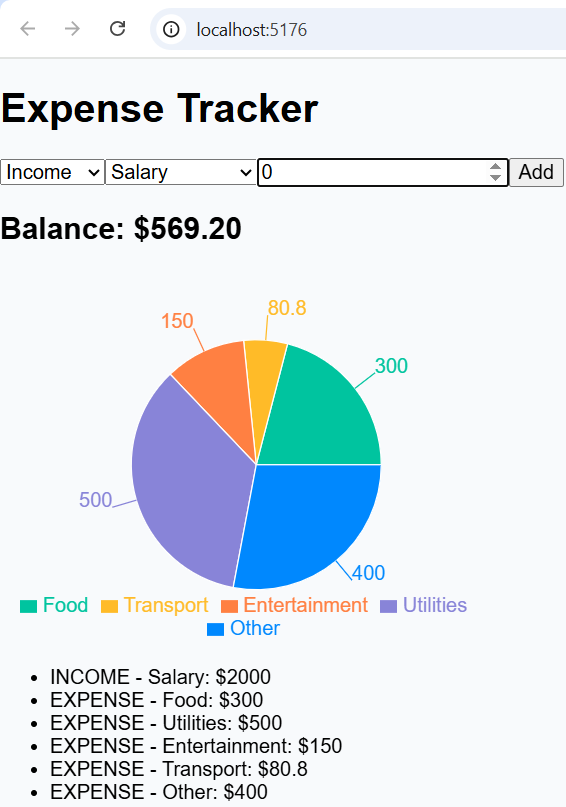 localhost:5176
Expense Tracker
Income Salary 0 Add
Balance: $569.20
80.8
150
300
500
400
Food Transport Entertainment Utilities
Other
• INCOME - Salary: $2000
• EXPENSE - Food: $300
• EXPENSE - Utilities: $500
• EXPENSE - Entertainment: $150
• EXPENSE - Transport: $80.8
• EXPENSE - Other: $400